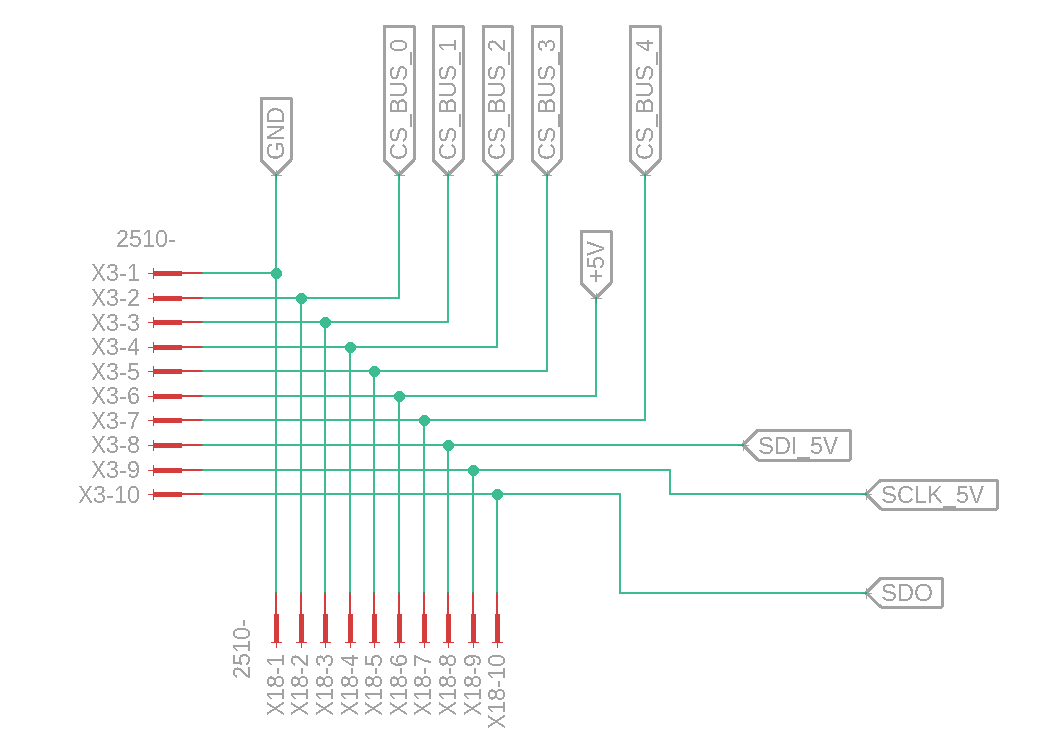 CS_BUS_0
CS_BUS_1
CS_BUS_2
CS_BUS_3
CS_BUS_4
GND
2510-
+5V
X3-1
X3-2
X3-3
X3-4
X3-5
X3-6
X3-7
X3-8
SDI_5V
X3-9
X3-10
SCLK_5V
SDO
2510-
X18-1
X18-2
X18-3
X18-4
X18-5
X18-6
X18-7
X18-8
X18-9
X18-10